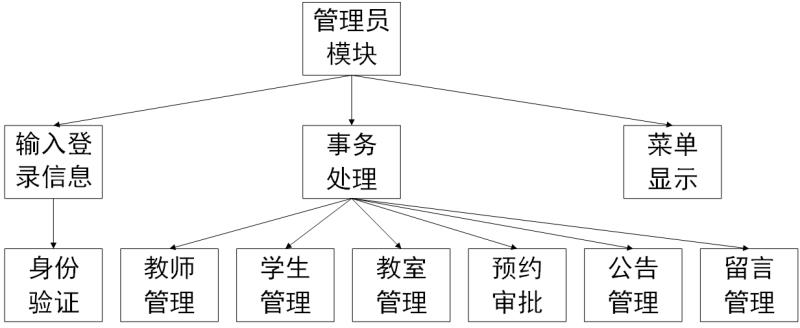 管理员
模块
输入登
录信息
事务
处理
菜单
显示
身份
验证
教师
管理
学生
管理
教室
管理
预约
审批
公告
管理
留言
管理